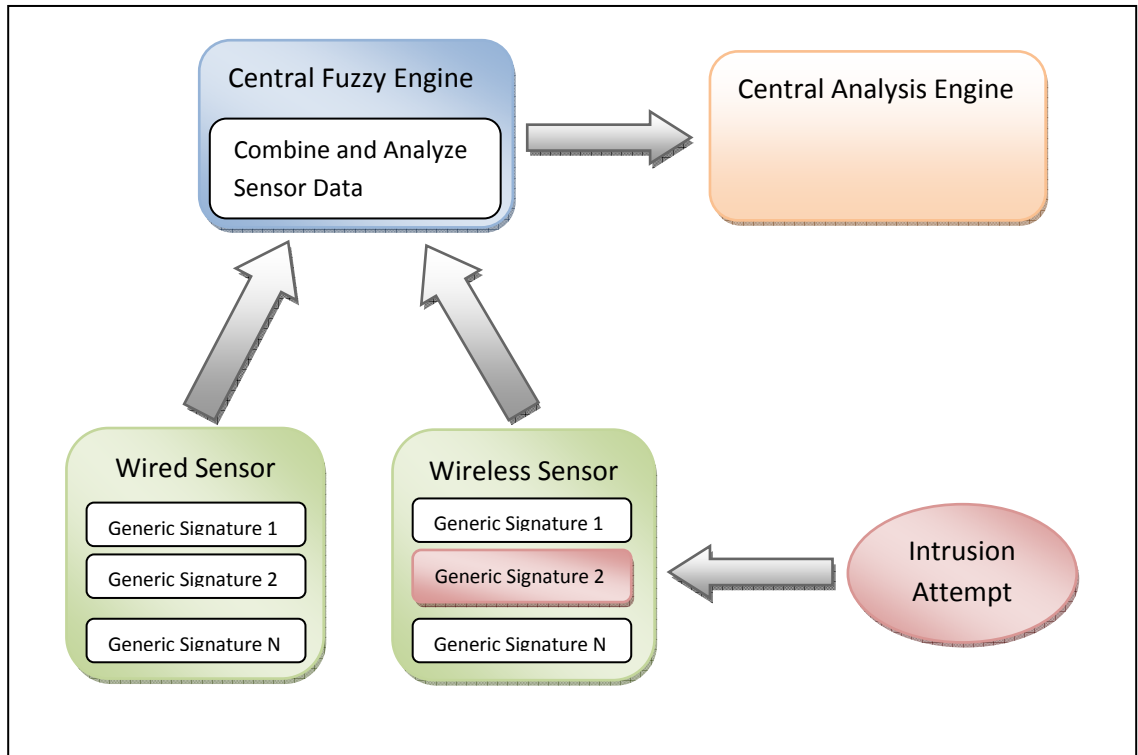 Central Fuzzy Engine
Combine and Analyze
Sensor Data
Central Analysis Engine
Wired Sensor
Generic Signature 1
Generic Signature 2
Generic Signature N
Wireless Sensor
Generic Signature 1
Generic Signature 2
Generic Signature N
Intrusion
Attempt